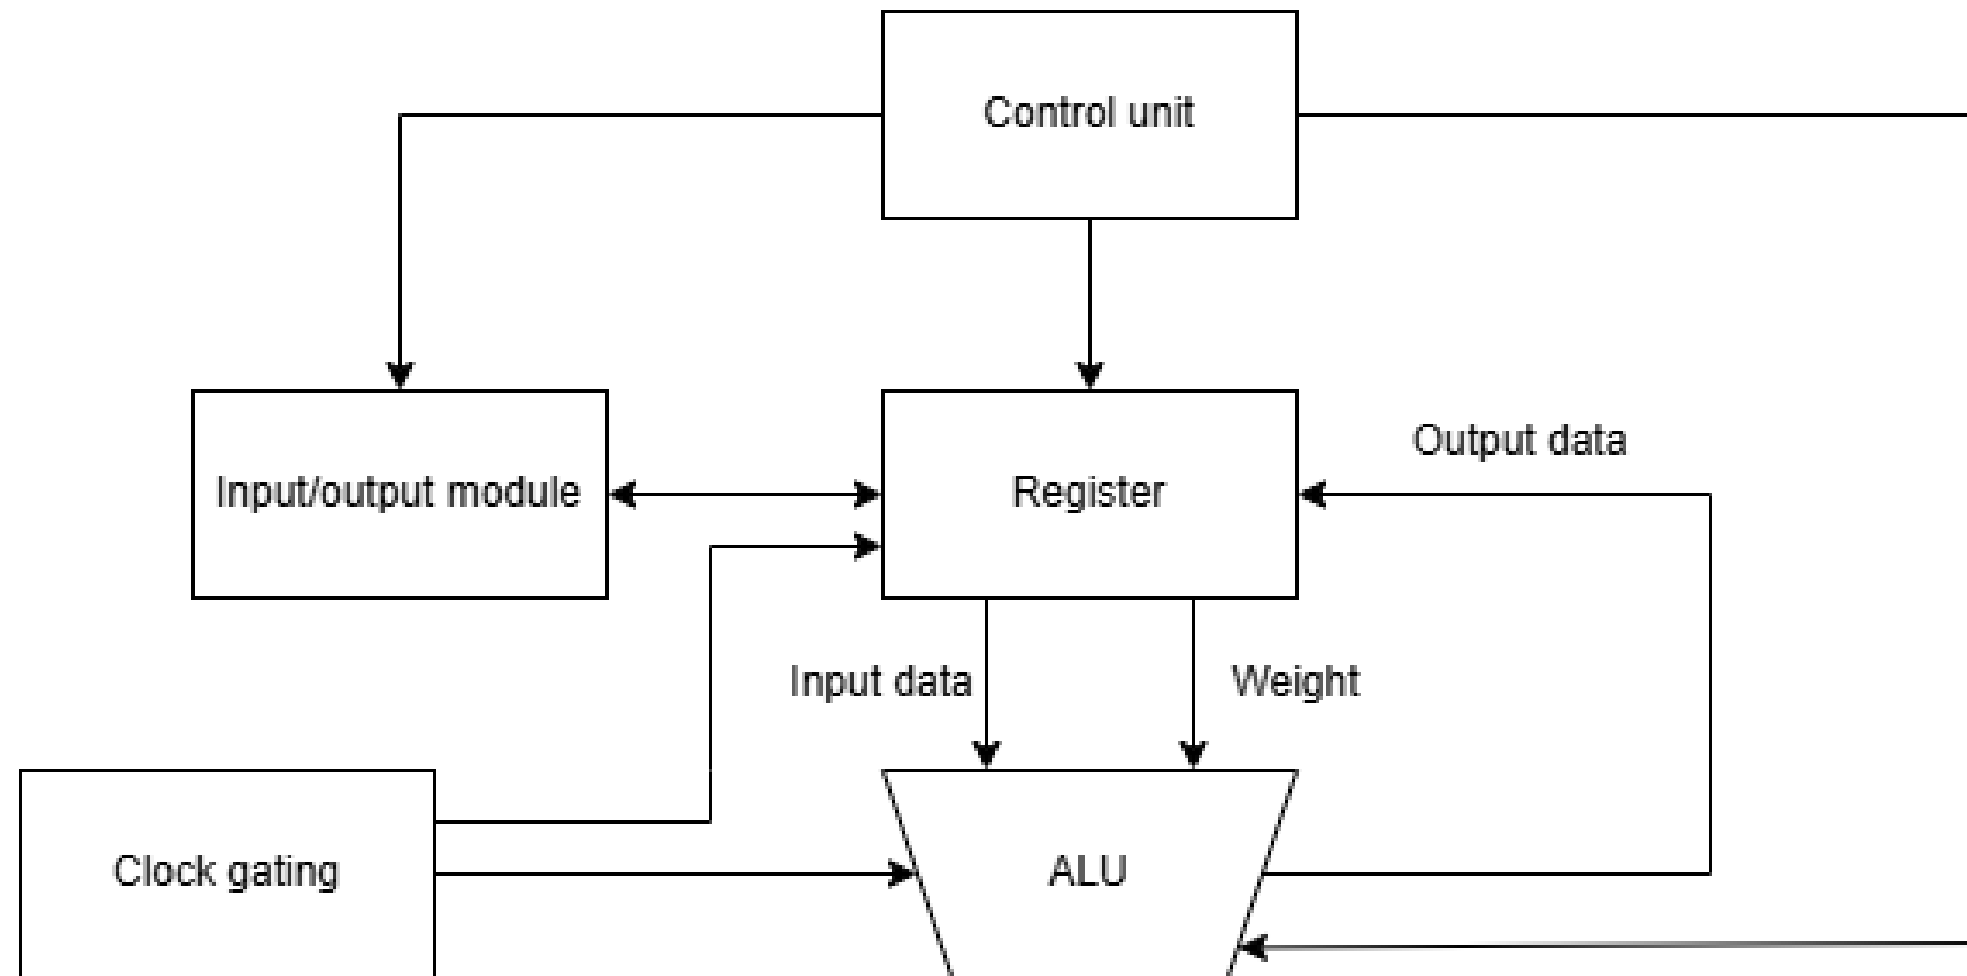 Control unit
Output data
Input/output module
Register
Input data
Weight
Clock gating
ALU